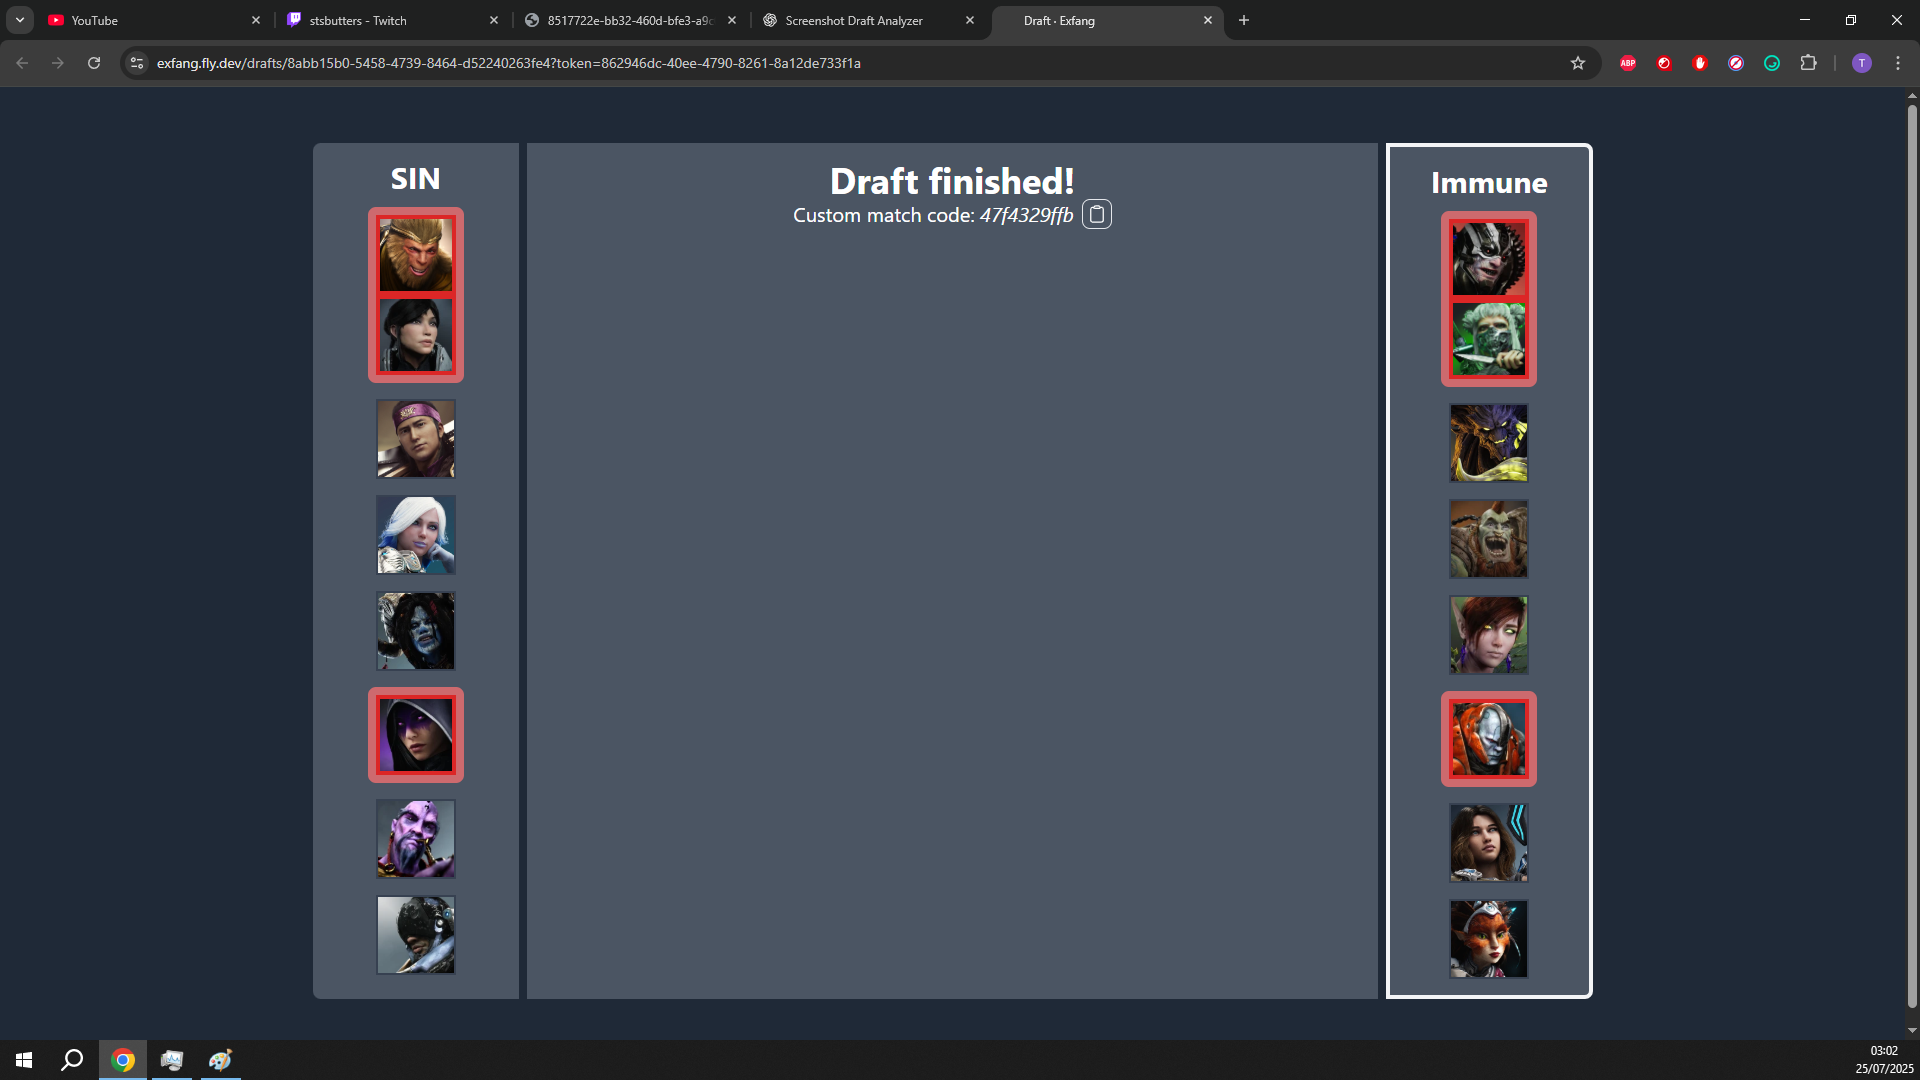 YouTube
stsbutters - Twitch
8517722e-bb32-460d-bfe3-a9c
Screenshot Draft Analyzer
Draft · Exfang
exfang.fly.dev/drafts/8abb15b0-5458-4739-8464-d52240263fe4?token=862946dc-40ee-4790-8261-8a12de733f1a
ABP
T
SIN
Draft finished!
Custom match code: 47f4329ffb
Immune
03:02
25/07/2025